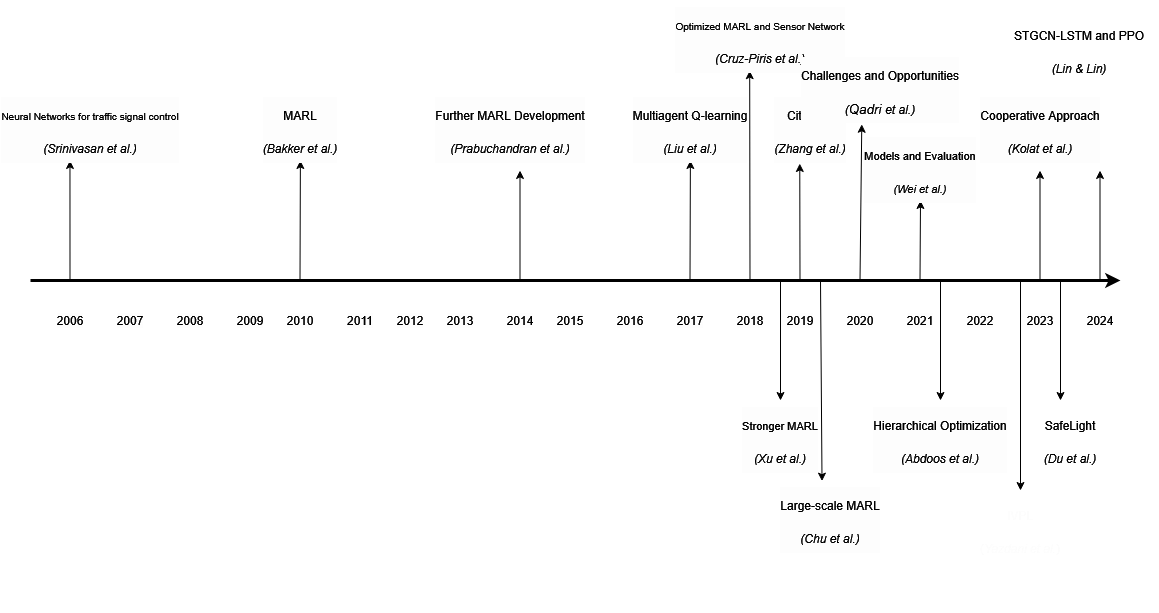 Optimized MARL and Sensor Network
(Cruz-Piris et al.
STGCN-LSTM and PPO
(Lin & Lin)
Challenges and Opportunities
(Qadri et al.)
Neural Networks for traffic signal control
(Srinivasan et al.)
MARL
(Bakker et al.)
Further MARL Development
(Prabuchandran et al.)
Multiagent Q-learning
(Liu et al.)
Cit
(Zhang et al.)
Models and Evaluation
(Wei et al.)
Cooperative Approach
(Kolat et al.)
2006 2007 2008 2009 2010 2011 2012 2013 2014 2015 2016 2017 2018 2019 2020 2021 2022 2023 2024
Stronger MARL
(Xu et al.)
Large-scale MARL
(Chu et al.)
Hierarchical Optimization
(Abdoos et al.)
SafeLight
(Du et al.)